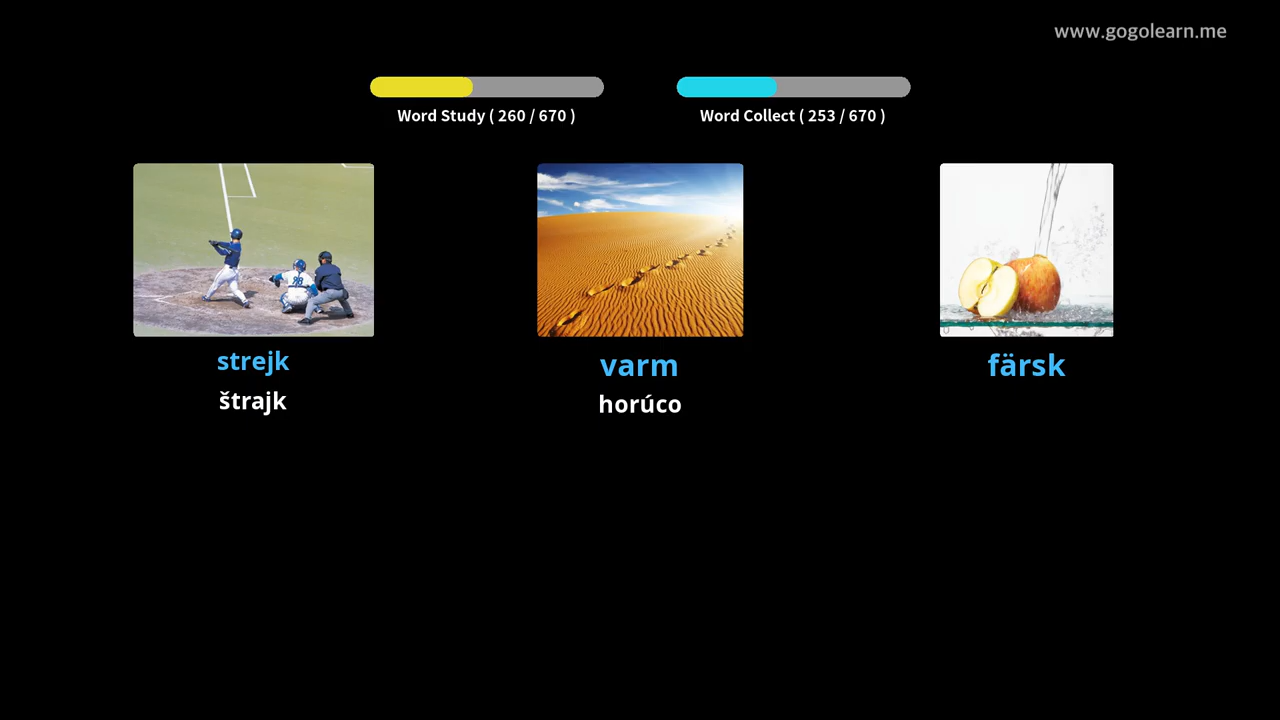 www.gogolearn.me
Word Study ( 260 / 670 )
Word Collect ( 253 / 670 )
strejk
varm
färsk
štrajk
horúco